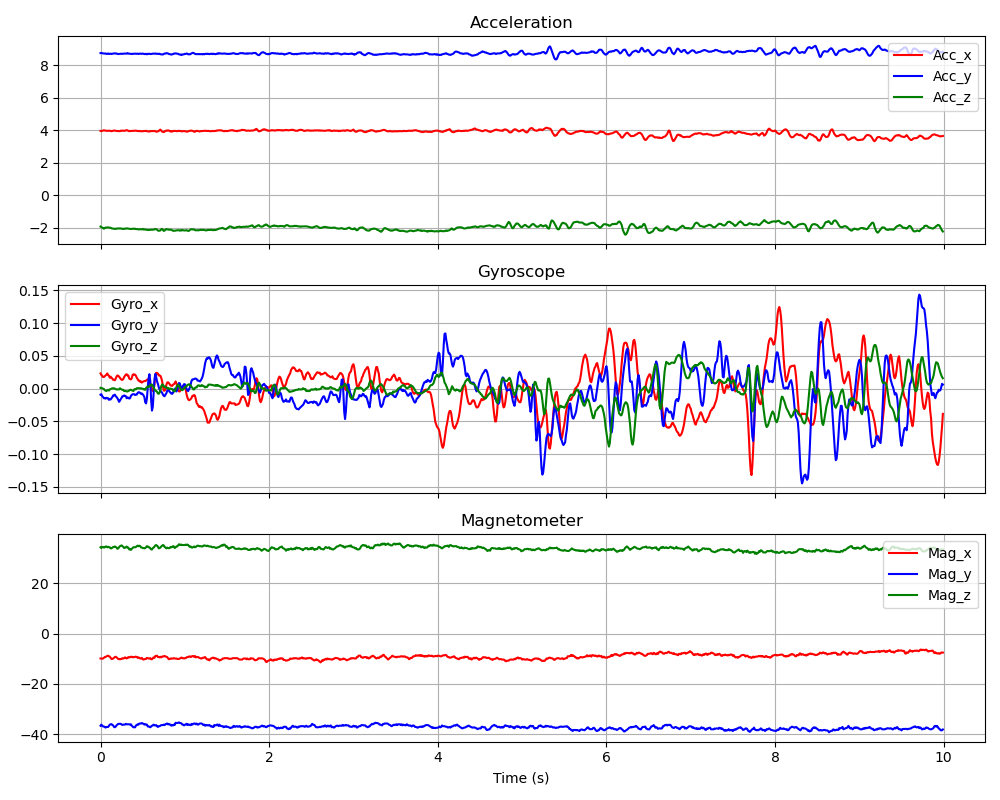 Acceleration
8
6
4
2
0
−2
Acc_x
Acc_y
Acc_z
Gyroscope
0.15
0.10
0.05
0.00
−0.05
−0.10
−0.15
Gyro_x
Gyro_y
Gyro_z
Magnetometer
20
0
−20
−40
Mag_x
Mag_y
Mag_z
0 2 4 6 8 10
Time (s)